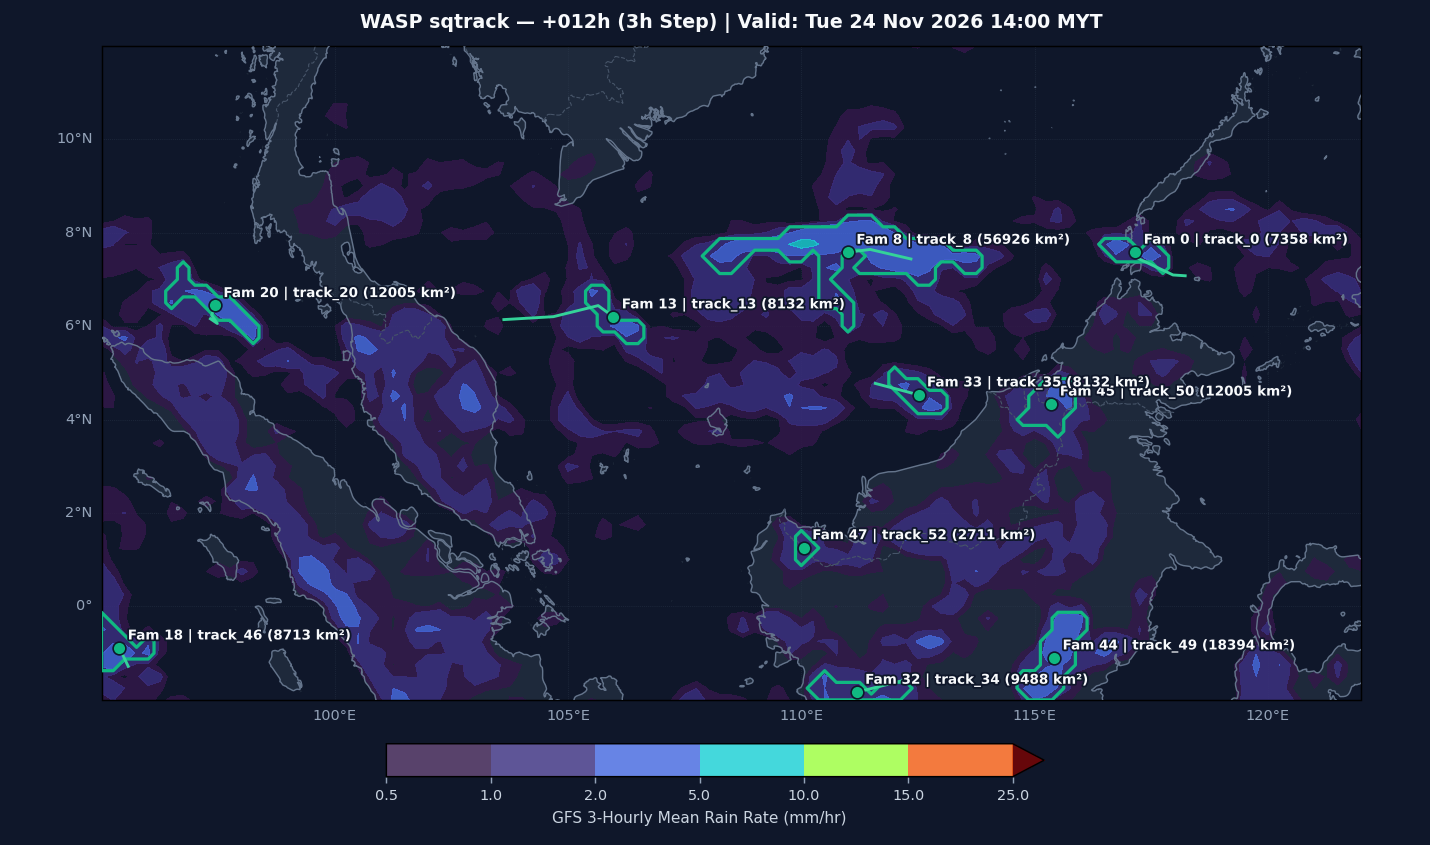 WASP sqtrack — +012h (3h Step) | Valid: Tue 24 Nov 2026 14:00 MYT
10°N
8°N
6°N
4°N
2°N
0°
Fam 8 | track_8 (56926 km²)
Fam 0 | track_0 (7358 km²)
Fam 20 | track_20 (12005 km²)
Fam 13 | track_13 (8132 km²)
Fam 33 | track_35 (8132 km²)
Fam 45 | track_50 (12005 km²)
Fam 47 | track_52 (2711 km²)
Fam 18 | track_46 (8713 km²)
Fam 44 | track_49 (18394 km²)
Fam 32 | track_34 (9488 km²)
100°E
105°E
110°E
115°E
120°E
0.5
1.0
2.0
5.0
10.0
15.0
25.0
GFS 3-Hourly Mean Rain Rate (mm/hr)